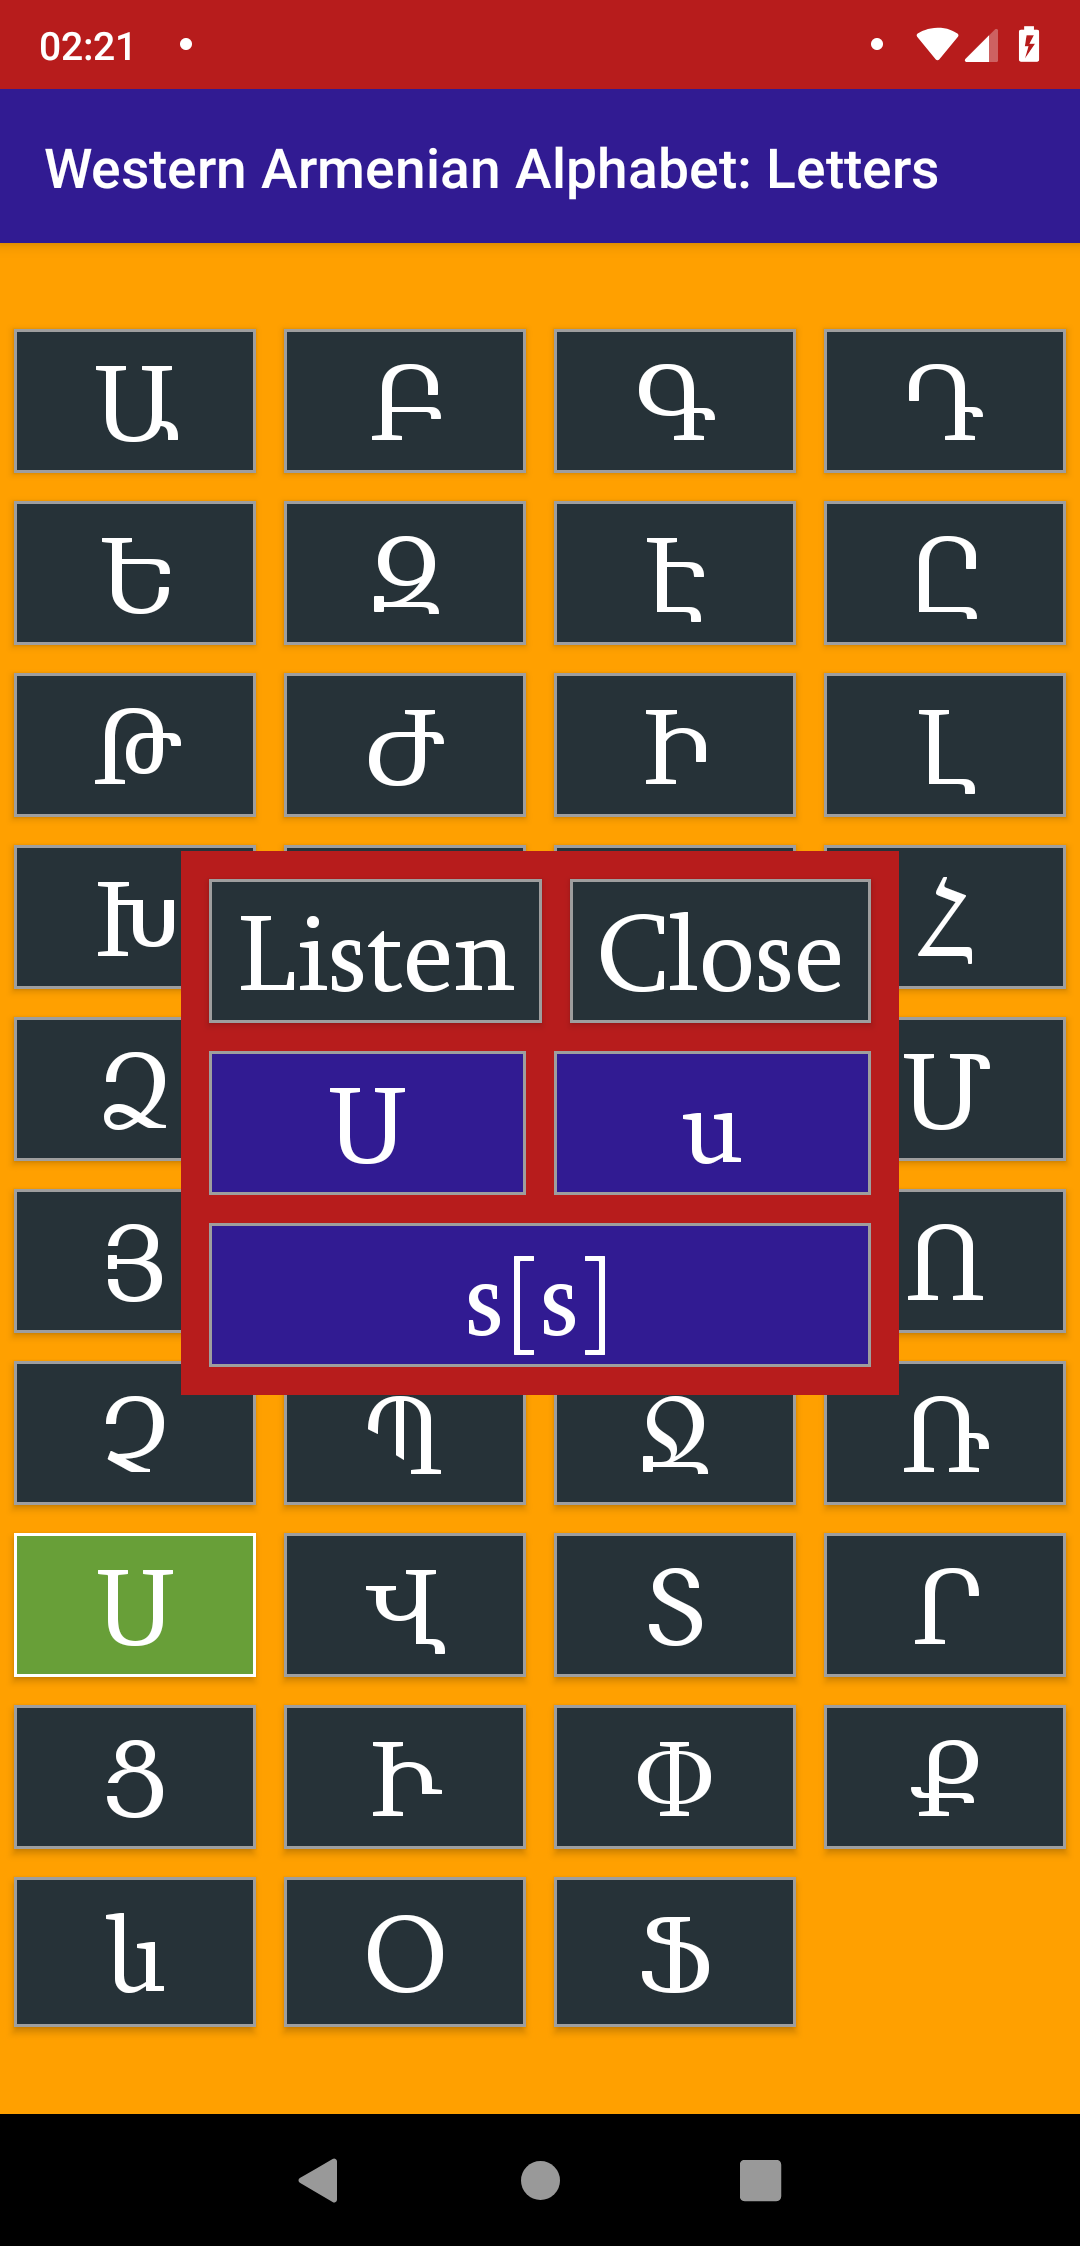 02:21
Western Armenian Alphabet: Letters
Ա Բ Գ Դ
Ե Զ Է Ը
Թ Ժ Ի Լ
Խ Հ
Listen Close
Ձ Մ
Ս ս
Յ Ո
s[s]
Չ Պ Ջ Ռ
Ս Վ Տ Ր
Ց Ւ Փ Ք
և Օ Ֆ